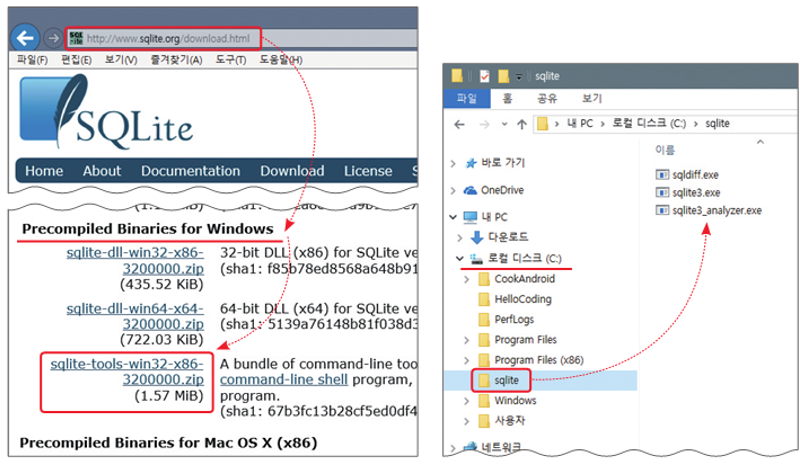 http://www.sqlite.org/download.html
파일(F) 편집(E) 보기(V) 즐겨찾기(A) 도구(T) 도움말(H)
SQLite
Home About Documentation Download License
Precompiled Binaries for Windows
sqlite-dll-win32-x86-
3200000.zip
(435.52 KiB)
32-bit DLL (x86) for SQLite ve
(sha1: f85b78ed8568a648b91
sqlite-dll-win64-x64-
3200000.zip
(722.03 KiB)
64-bit DLL (x64) for SQLite v
(sha1: 5139a76148b81f038d3
sqlite-tools-win32-x86-
3200000.zip
(1.57 MiB)
A bundle of command-line too
command-line shell program,
program.
(sha1: 67b3fc13b28cf5ed0df4
Precompiled Binaries for Mac OS X (x86)
sqlite
파일 홈 공유 보기
내 PC > 로컬 디스크 (C:) > sqlite
바로 가기
OneDrive
내 PC
다운로드
로컬 디스크 (C:)
CookAndroid
HelloCoding
PerfLogs
Program Files
Program Files (x86)
sqlite
Windows
사용자
네트워크
이름
sqldiff.exe
sqlite3.exe
sqlite3_analyzer.exe